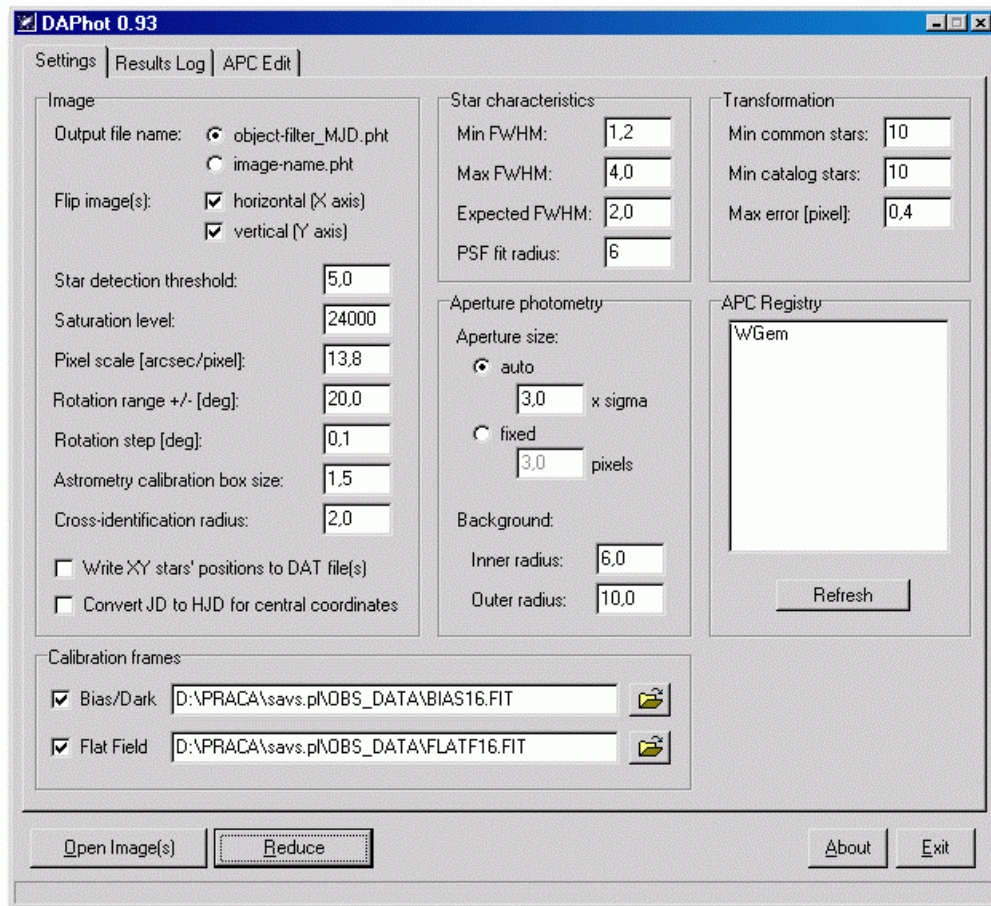 DAPhot 0.93
Settings Results Log APC Edit
Image
Output file name: object-filter_MJD.pht
image-name.pht
Flip image(s): horizontal (X axis)
vertical (Y axis)
Star detection threshold: 5,0
Saturation level: 24000
Pixel scale [arcsec/pixel]: 13,8
Rotation range +/- [deg]: 20,0
Rotation step [deg]: 0,1
Astrometry calibration box size: 1,5
Cross-identification radius: 2,0
Write XY stars' positions to DAT file(s)
Convert JD to HJD for central coordinates
Star characteristics
Min FWHM: 1,2
Max FWHM: 4,0
Expected FWHM: 2,0
PSF fit radius: 6
Transformation
Min common stars: 10
Min catalog stars: 10
Max error [pixel]: 0,4
Aperture photometry
Aperture size:
auto
3,0 x sigma
fixed
3,0 pixels
Background:
Inner radius: 6,0
Outer radius: 10,0
APC Registry
WGem
Refresh
Calibration frames
Bias/Dark D:\PRACA\savs.pl\OBS_DATA\BIAS16.FIT
Flat Field D:\PRACA\savs.pl\OBS_DATA\FLATF16.FIT
Open Image(s) Reduce About Exit